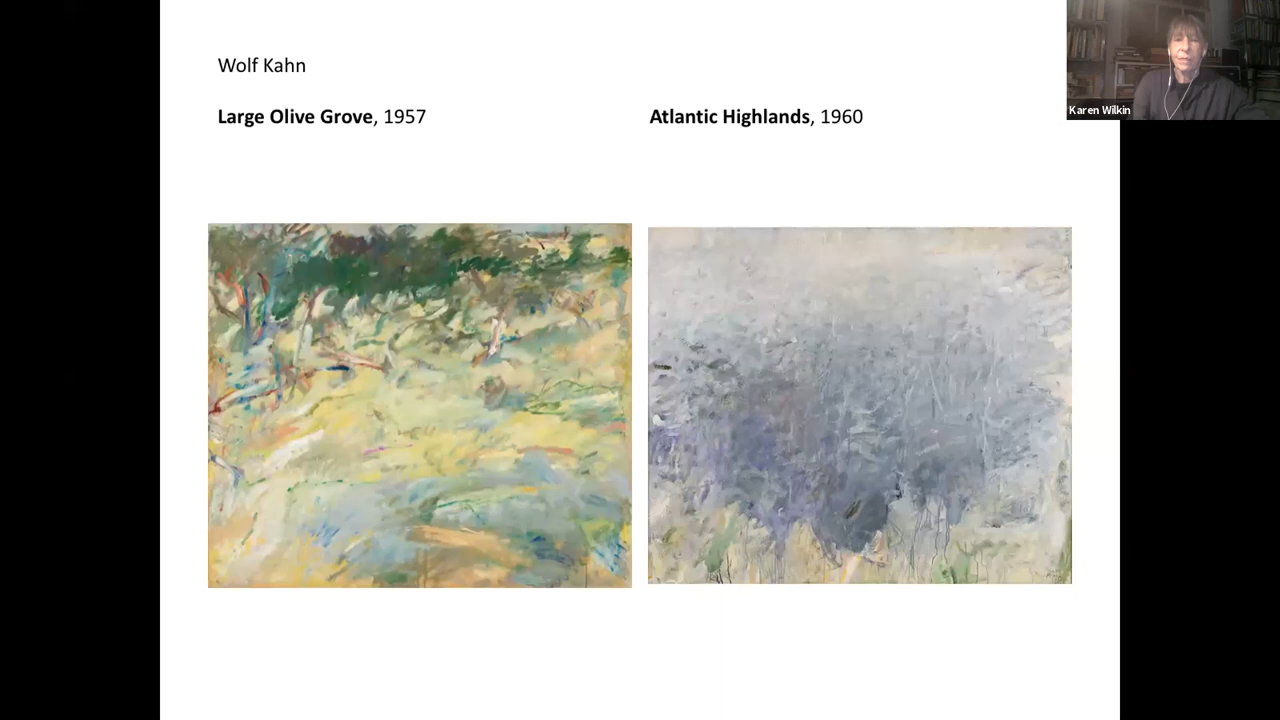 Wolf Kahn
Large Olive Grove, 1957
Atlantic Highlands, 1960
Karen Wilkin